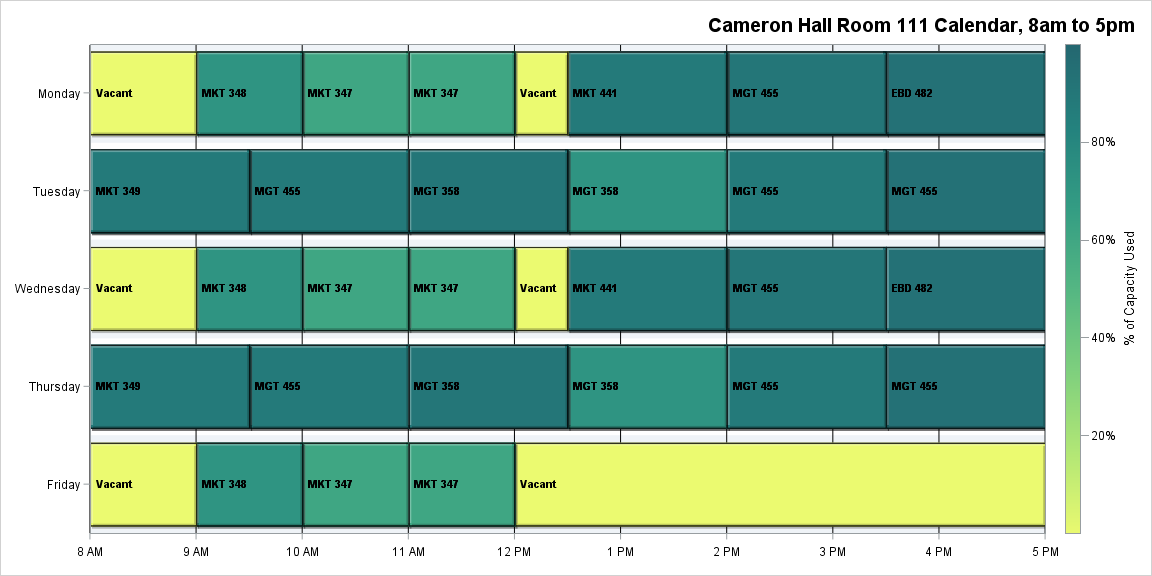 Cameron Hall Room 111 Calendar, 8am to 5pm
Monday
Vacant
MKT 348
MKT 347
MKT 347
Vacant
MKT 441
MGT 455
EBD 482
Tuesday
MKT 349
MGT 455
MGT 358
MGT 358
MGT 455
MGT 455
Wednesday
Vacant
MKT 348
MKT 347
MKT 347
Vacant
MKT 441
MGT 455
EBD 482
Thursday
MKT 349
MGT 455
MGT 358
MGT 358
MGT 455
MGT 455
Friday
Vacant
MKT 348
MKT 347
MKT 347
Vacant
8 AM
9 AM
10 AM
11 AM
12 PM
1 PM
2 PM
3 PM
4 PM
5 PM
80%
60%
40%
20%
% of Capacity Used